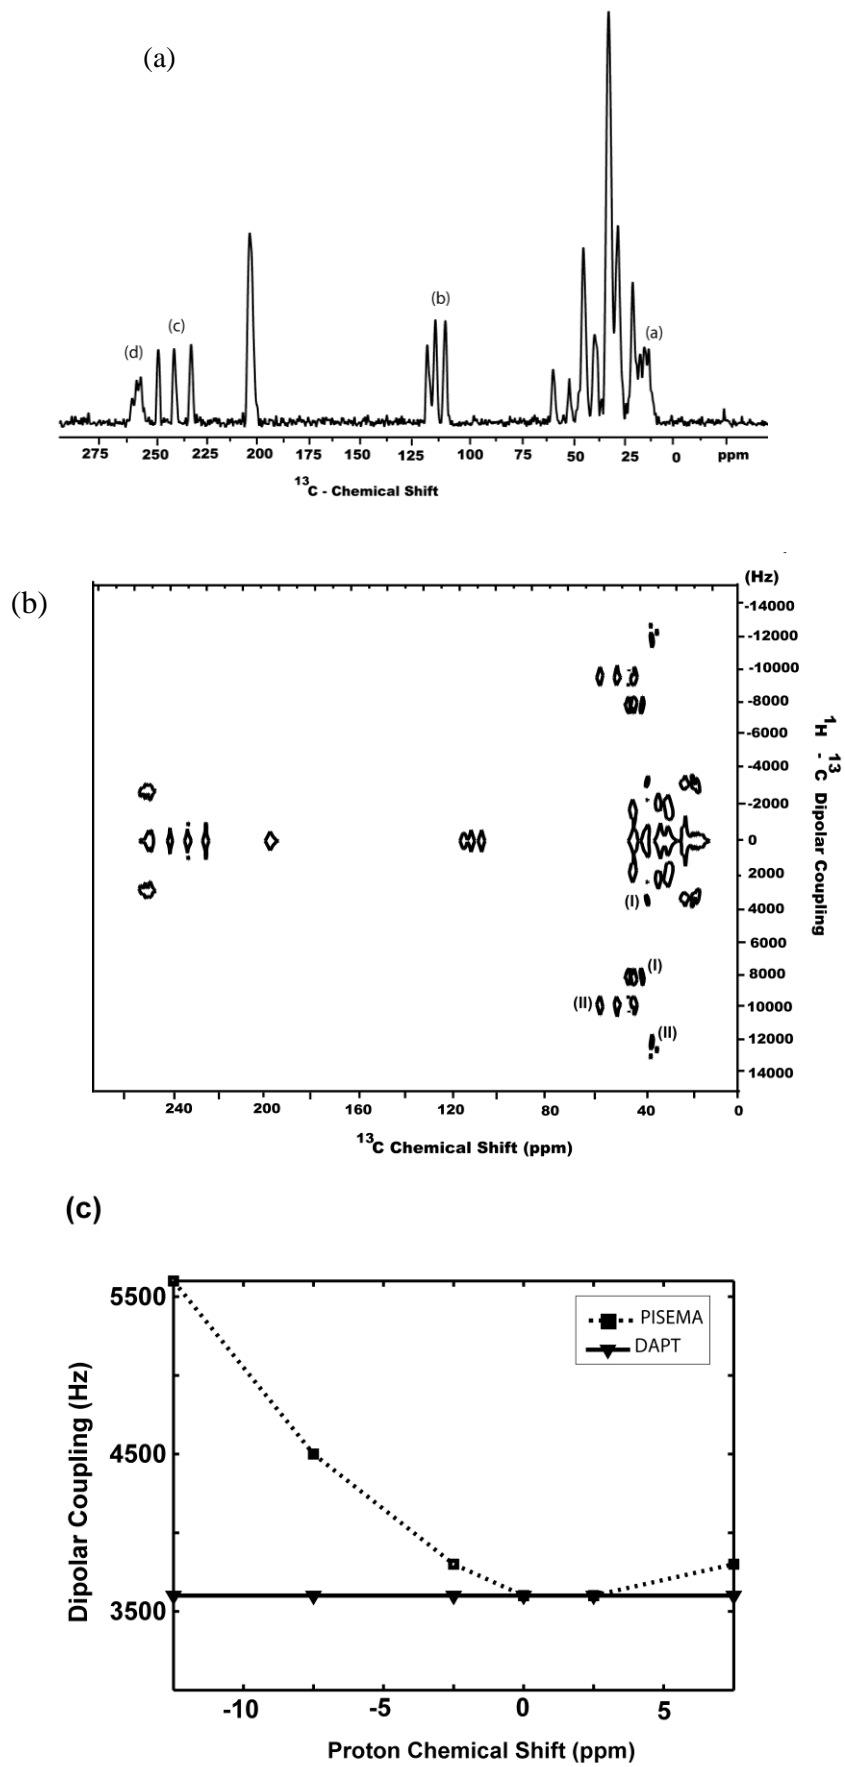 (a)
(d)
(c)
(b)
(a)
275 250 225 200 175 150 125 100 75 50 25 0 ppm
13C - Chemical Shift
(b)
(Hz)
-14000
-12000
-10000
-8000
-6000
-4000
-2000
0
2000
(I)
4000
6000
(I)
8000
(II)
10000
(II)
12000
14000
1H - 13C Dipolar Coupling
240 200 160 120 80 40 0
13C Chemical Shift (ppm)
(c)
5500
PISEMA
DAPT
4500
3500
Dipolar Coupling (Hz)
-10 -5 0 5
Proton Chemical Shift (ppm)